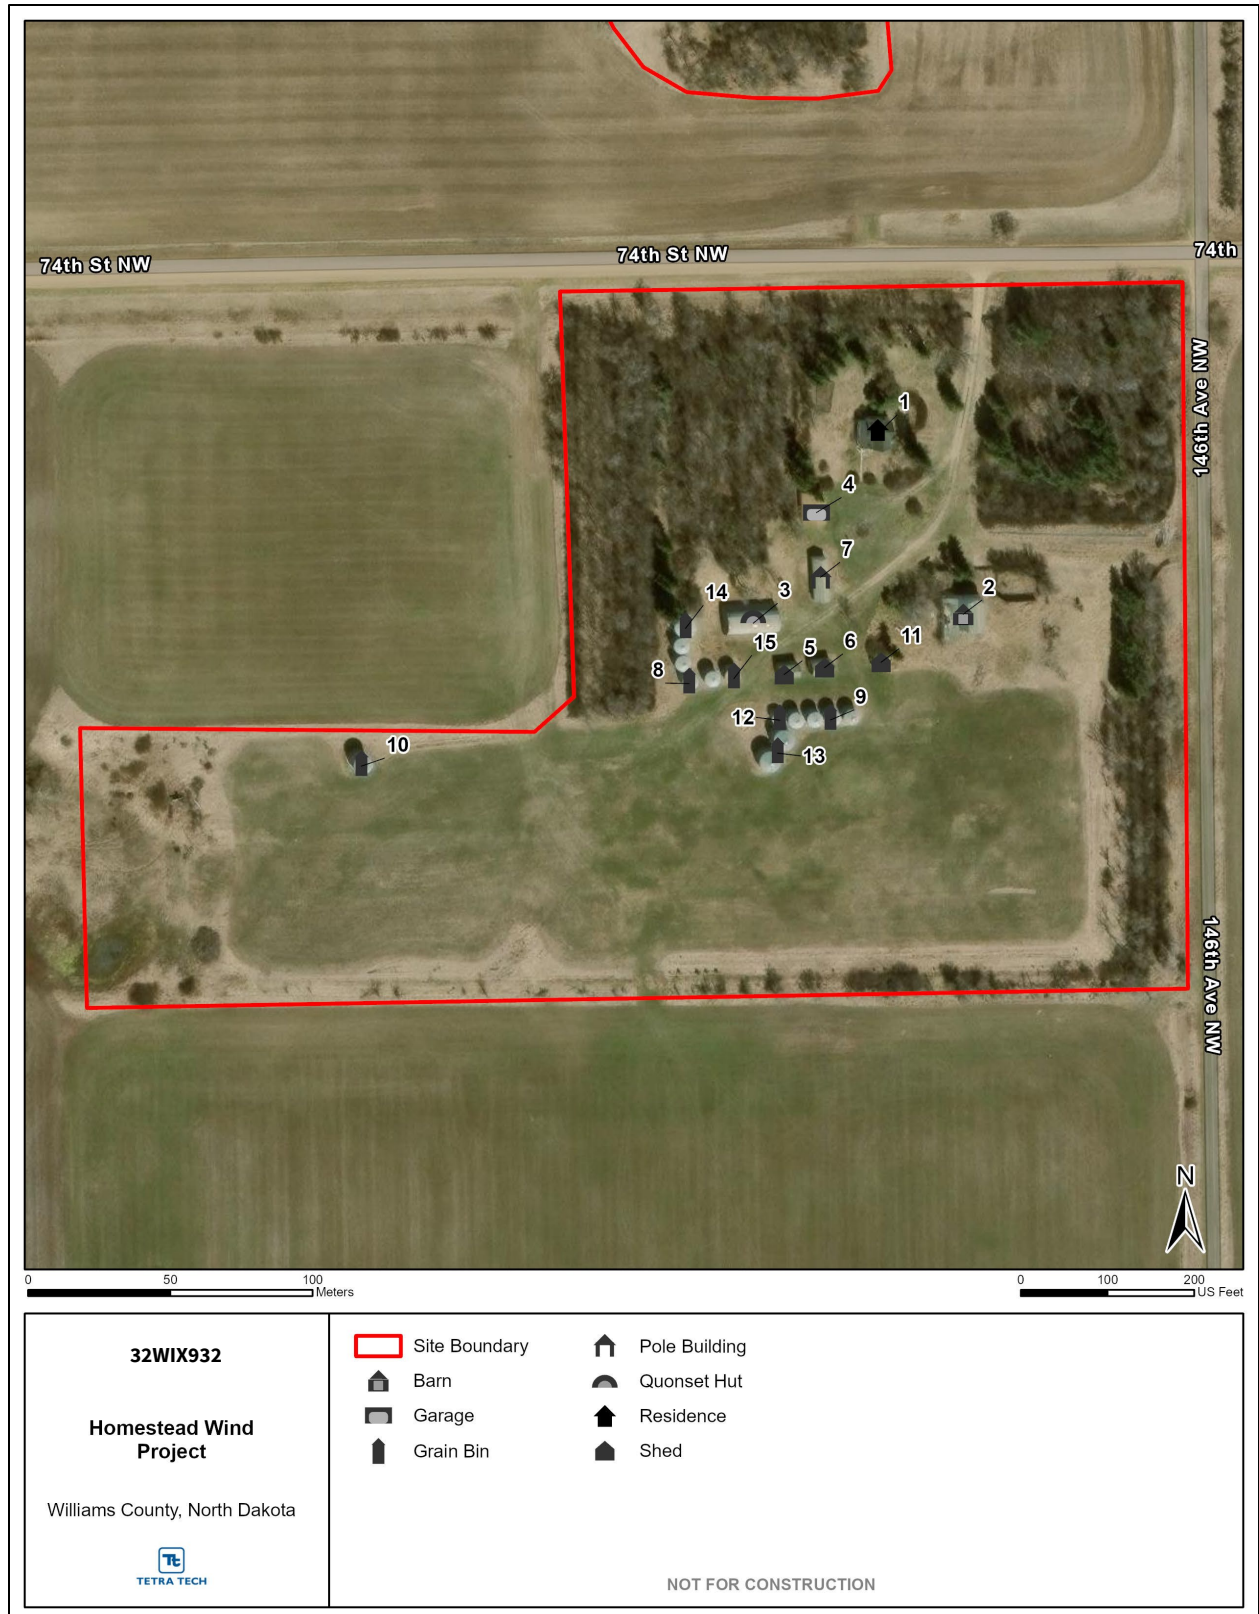 74th St NW
74th St NW
74th
146th Ave NW
1
4
7
2
14
3
15
5
6
11
8
12
9
10
13
146th Ave NW
N
0 50 100
Meters
0 100 200
US Feet
32WIX932
Homestead Wind
Project
Williams County, North Dakota
Tt
TETRA TECH
Site Boundary
Barn
Garage
Grain Bin
Pole Building
Quonset Hut
Residence
Shed
NOT FOR CONSTRUCTION